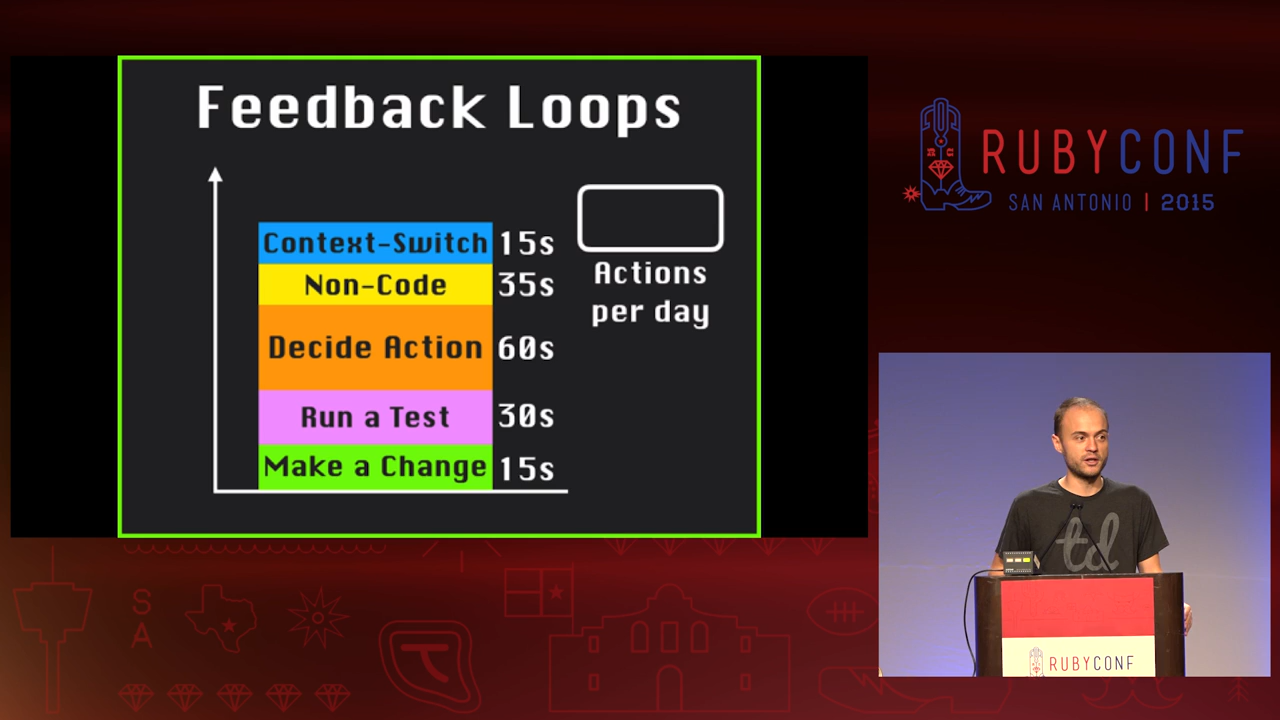 Feedback Loops
Context-Switch 15s
Non-Code 35s
Decide Action 60s
Run a Test 30s
Make a Change 15s
Actions
per day
RUBYCONF
SAN ANTONIO | 2015
td
RUBYCONF
S
A